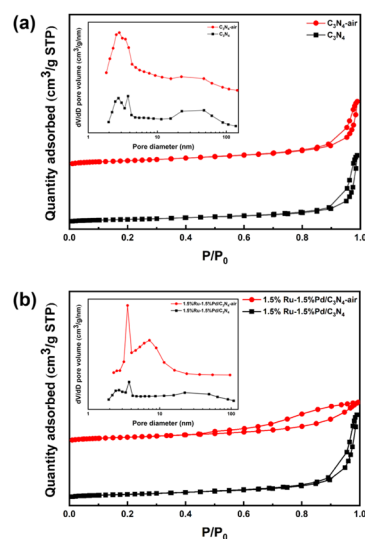 (a)
C3N4-air
C3N4
C3N4-air
C3N4
dV/dD pore volume (cm³/g/nm)
1 10 100
Pore diameter (nm)
Quantity adsorbed (cm³/g STP)
0.0 0.2 0.4 0.6 0.8 1.0
P/P0
(b)
1.5%Ru-1.5%Pd/C3N4-air
1.5%Ru-1.5%Pd/C3N4
1.5% Ru-1.5%Pd/C3N4-air
1.5% Ru-1.5%Pd/C3N4
dV/dD pore volume (cm³/g/nm)
1 10 100
Pore diameter (nm)
Quantity adsorbed (cm³/g STP)
0.0 0.2 0.4 0.6 0.8 1.0
P/P0